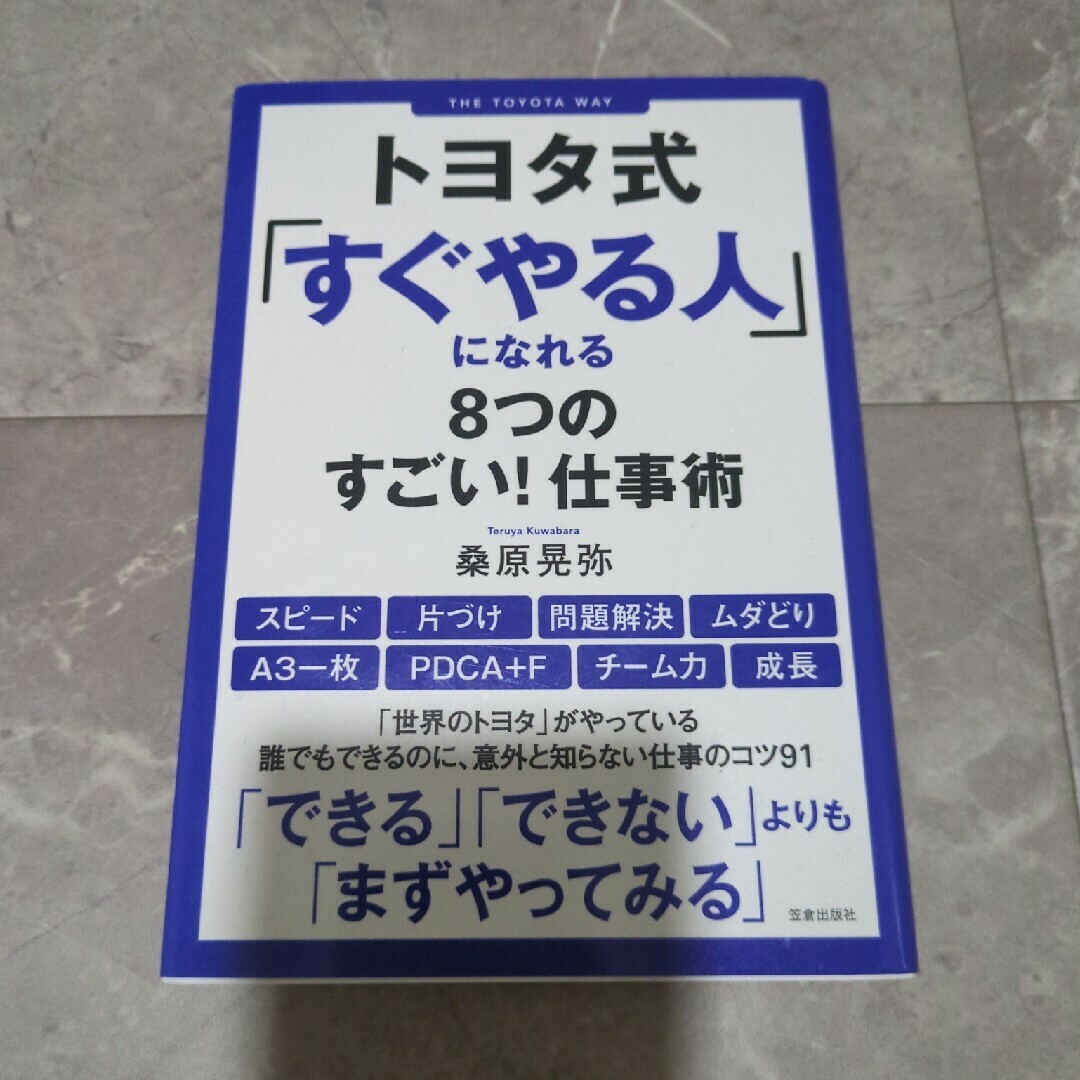 THE TOYOTA WAY
トヨタ式
「すぐやる人」
になれる
8つの
すごい!仕事術
Teruya Kuwabara
桑原晃弥
スピード 片づけ 問題解決 ムダどり
A3一枚 PDCA+F チーム力 成長
「世界のトヨタ」がやっている
誰でもできるのに、意外と知らない仕事のコツ91
「できる」「できない」よりも
「まずやってみる」
笠倉出版社